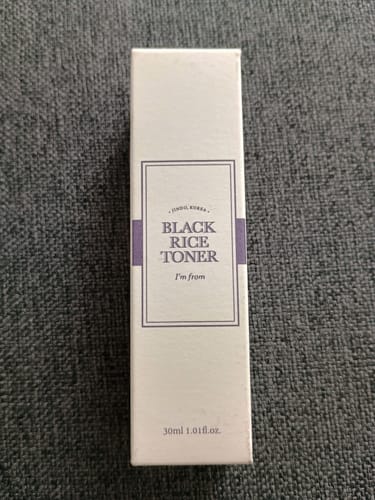 • JINDO, KOREA •
BLACK
RICE
TONER
I'm from
30ml 1.01fl.oz.